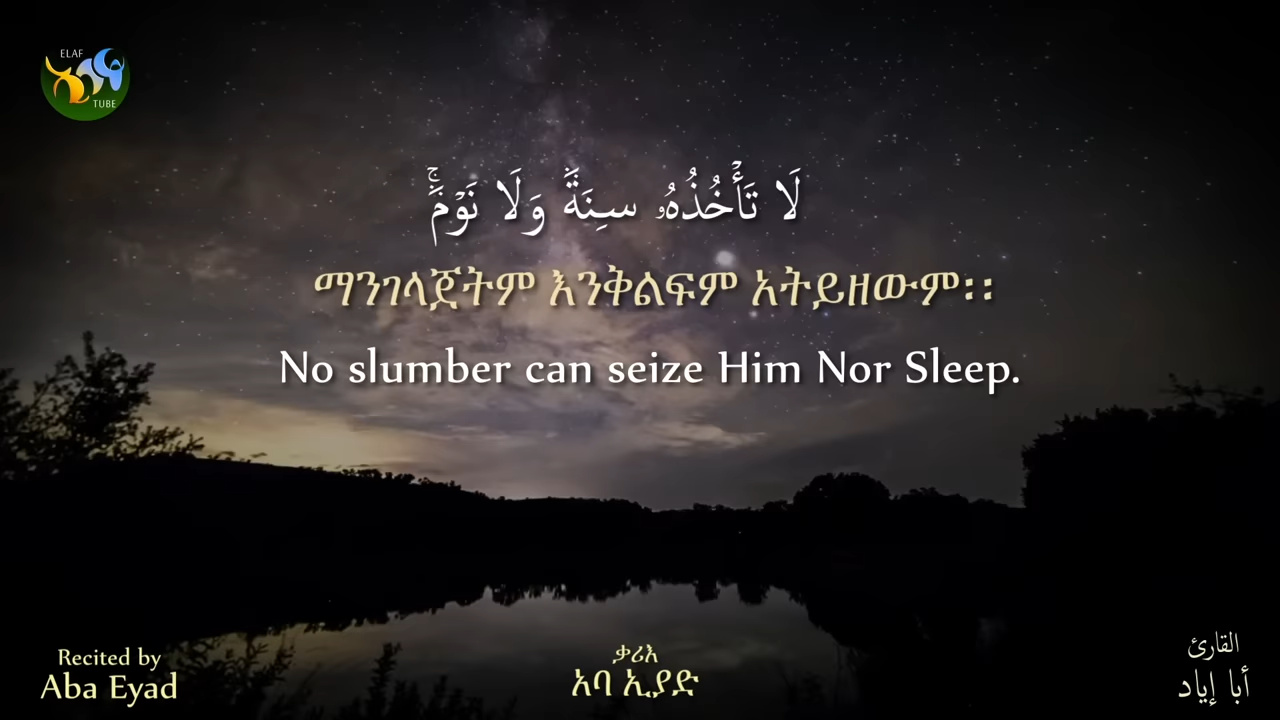 ELAF
TUBE
لَا تَأۡخُذُهُۥ سِنَةٞ وَلَا نَوۡمٞۚ
ማንገላጀትም እንቅልፍም አትይዘውም፡፡
No slumber can seize Him Nor Sleep.
Recited by
Aba Eyad
ቃሪእ
አባ ኢያድ
القارئ
أبا إياد